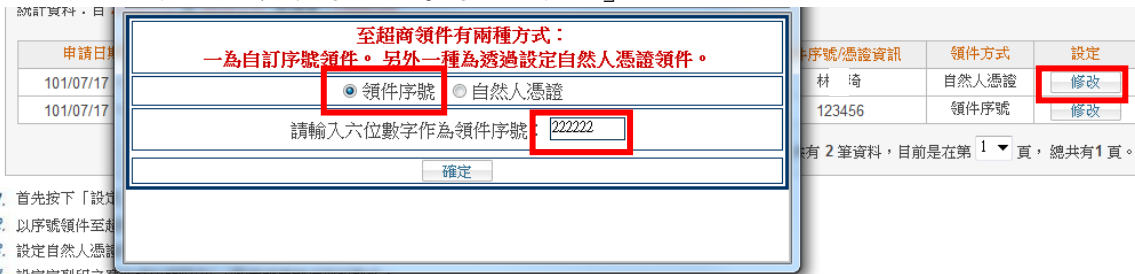 統計資料：自
申請日期
件序號/憑證資訊 領件方式 設定
101/07/17 林 琦 自然人憑證 修改
101/07/17 123456 領件序號 修改
共有 2 筆資料，目前是在第 1 頁，總共有1 頁。
至超商領件有兩種方式：
一為自訂序號領件。 另外一種為透過設定自然人憑證領件。
領件序號 自然人憑證
請輸入六位數字作為領件序號： 222222
確定
首先按下「設定
以序號領件至超
設定自然人憑證